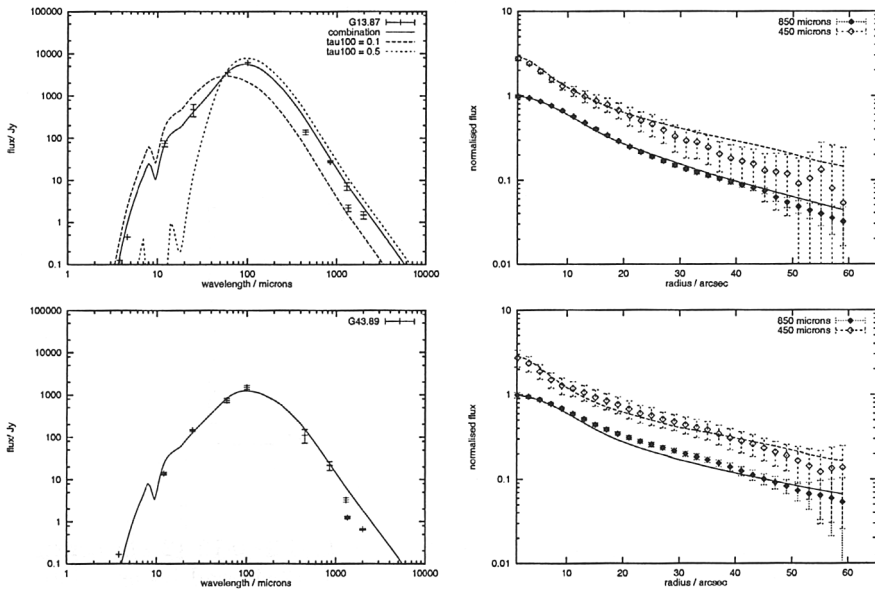 G13.87
combination
tau100 = 0.1
tau100 = 0.5
100000
10000
1000
100
10
1
0.1
flux/ Jy
1
10
100
1000
10000
wavelength / microns
850 microns
450 microns
10
1
0.1
0.01
normalised flux
10
20
30
40
50
60
radius / arcsec
G43.89
100000
10000
1000
100
10
1
0.1
flux/ Jy
1
10
100
1000
10000
wavelength / microns
850 microns
450 microns
10
1
0.1
0.01
normalised flux
10
20
30
40
50
60
radius / arcsec